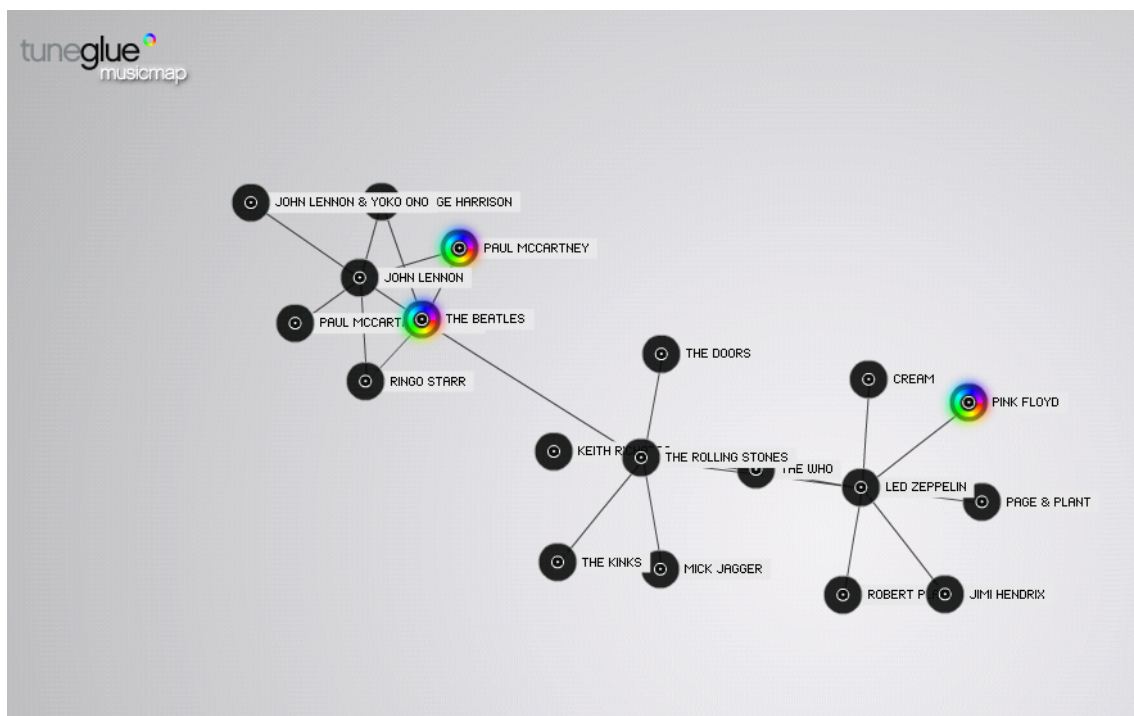 tuneglue
musicmap
JOHN LENNON & YOKO ONO GE HARRISON
PAUL MCCARTNEY
JOHN LENNON
PAUL MCCART
THE BEATLES
THE DOORS
RINGO STARR
CREAM
PINK FLOYD
KEITH
THE ROLLING STONES
THE WHO
LED ZEPPELIN
PAGE & PLANT
THE KINKS
MICK JAGGER
ROBERT P
JIMI HENDRIX